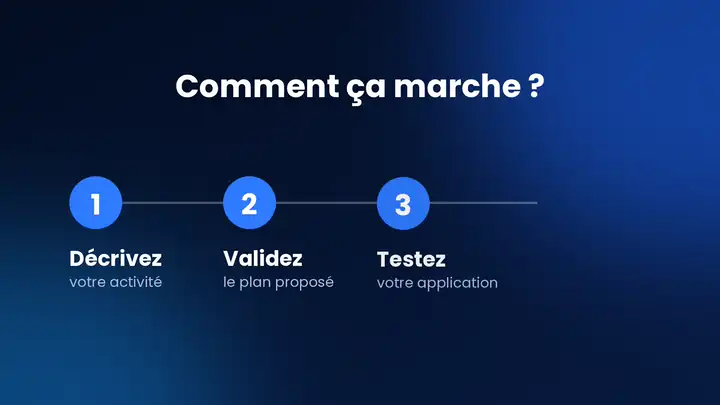 Comment ça marche ?
1
2
3
Décrivez
votre activité
Validez
le plan proposé
Testez
votre application